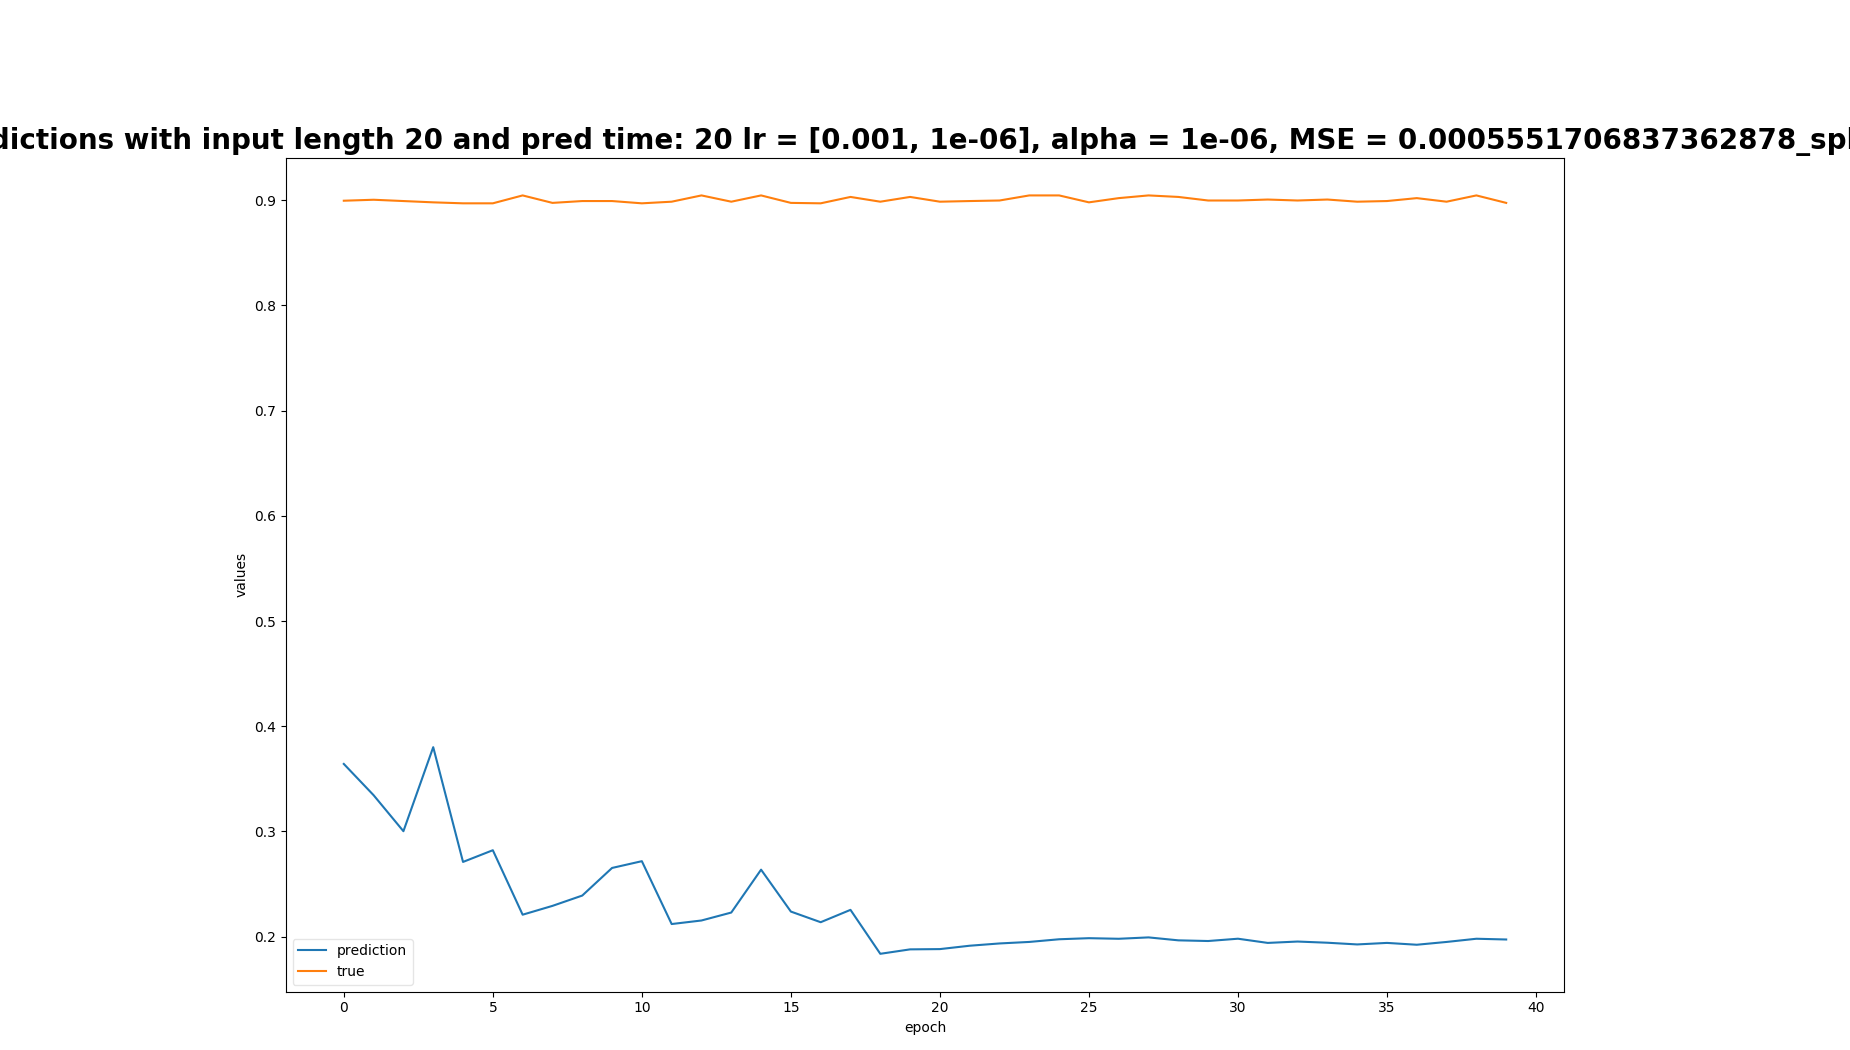 dictions with input length 20 and pred time: 20 lr = [0.001, 1e-06], alpha = 1e-06, MSE = 0.0005551706837362878_spl
0.9
0.8
0.7
0.6
0.5
0.4
0.3
0.2
values
prediction
true
0 5 10 15 20 25 30 35 40
epoch